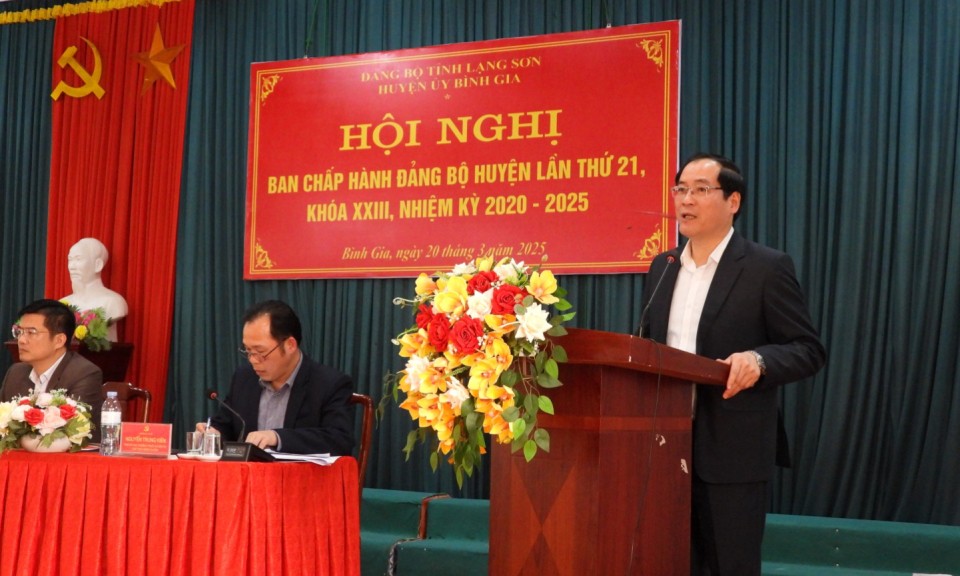 ĐẢNG BỘ TỈNH LẠNG SƠN
HUYỆN ỦY BÌNH GIA
HỘI NGHỊ
BAN CHẤP HÀNH ĐẢNG BỘ HUYỆN LẦN THỨ 21,
KHÓA XXIII, NHIỆM KỲ 2020 - 2025
Bình Gia, ngày 20 tháng 3 năm 2025
NGUYỄN TRUNG HIẾN